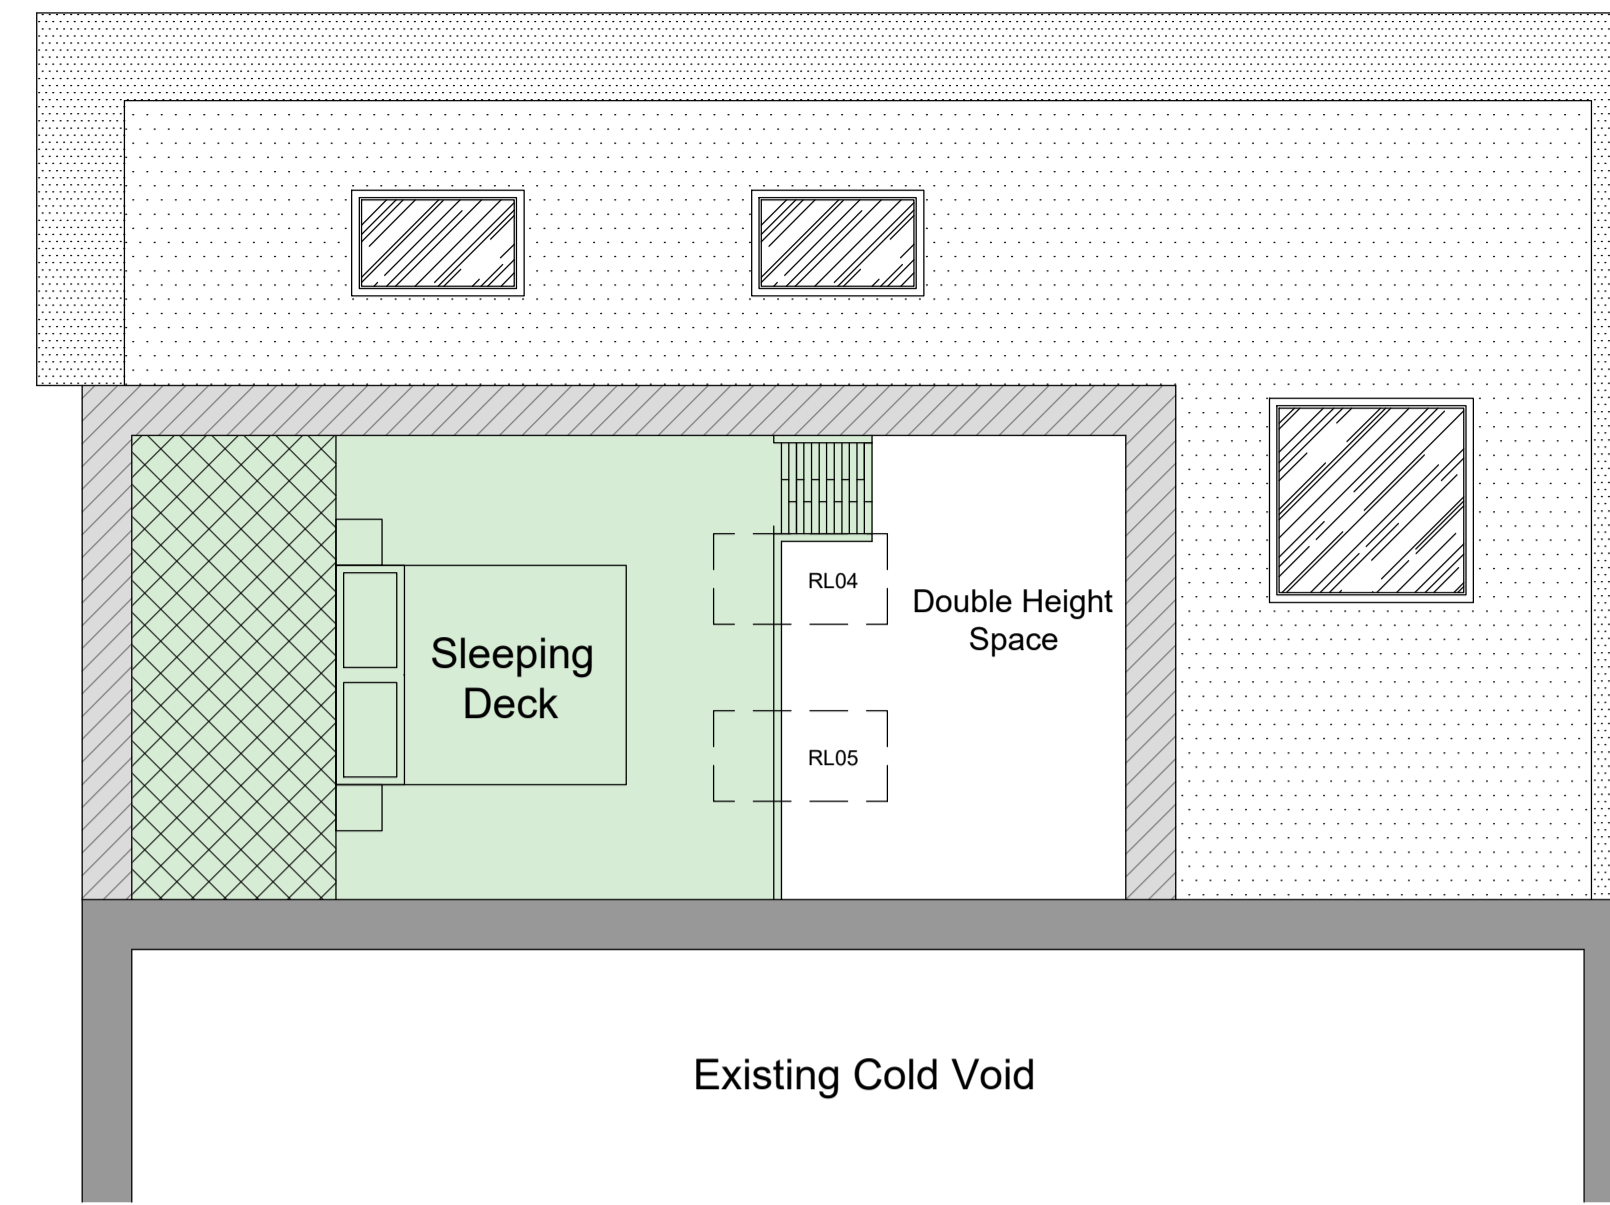 RL04
Double Height
Space
Sleeping
Deck
RL05
Existing Cold Void